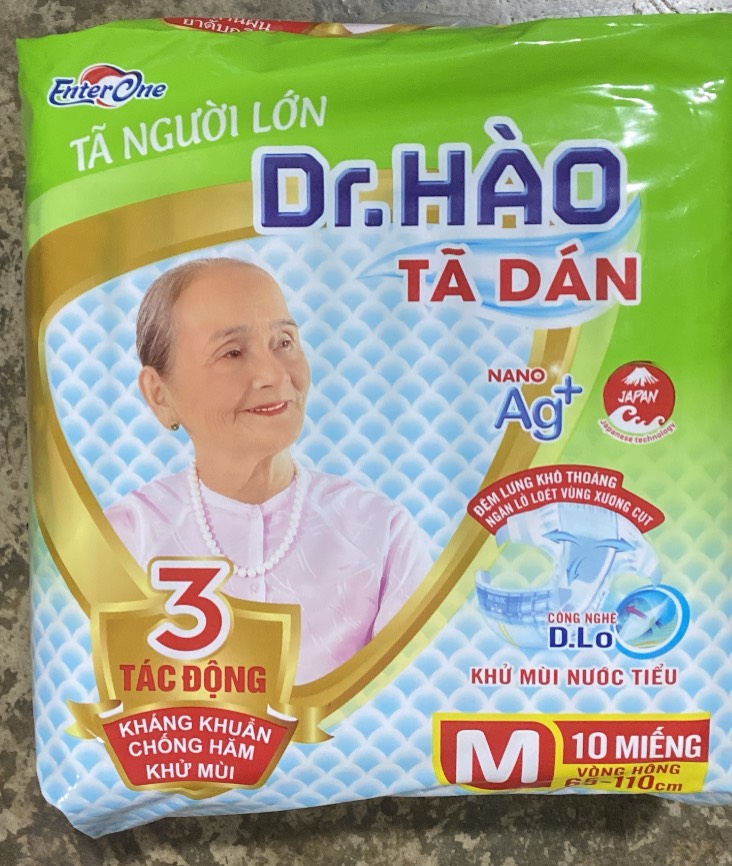 EnterOne
TÃ NGƯỜI LỚN
Dr.HÀO
TÃ DÁN
NANO
Ag+
JAPAN
Japanese technology
ĐỆM LƯNG KHÔ THOÁNG
NGĂN LỞ LOÉT VÙNG XƯƠNG CỤT
CÔNG NGHỆ
D.Lo
KHỬ MÙI NƯỚC TIỂU
3
TÁC ĐỘNG
KHÁNG KHUẨN
CHỐNG HĂM
KHỬ MÙI
M
10 MIẾNG
VÒNG HÔNG
65-110cm